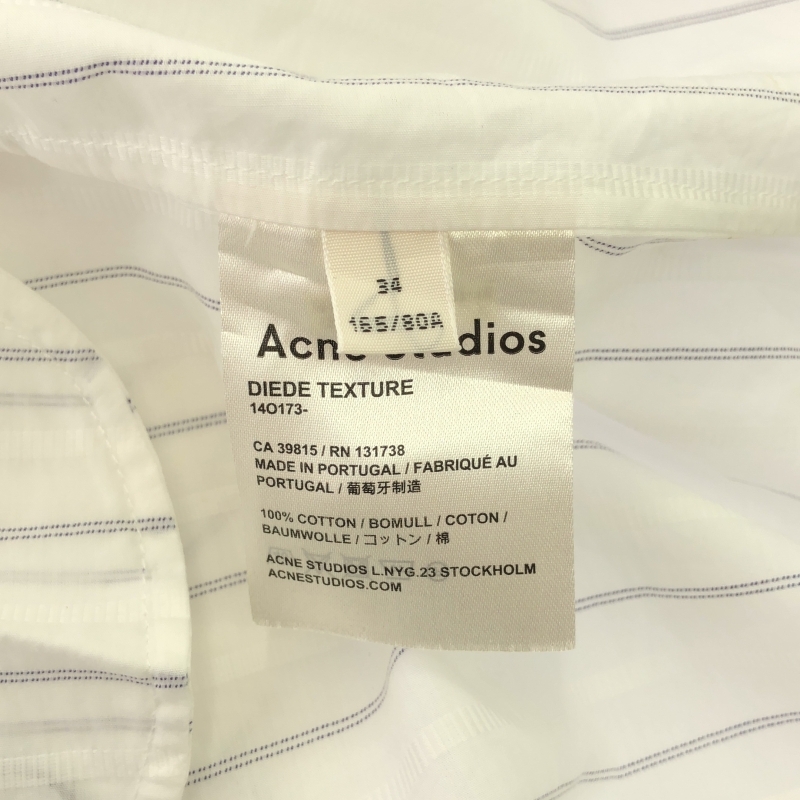 34
165/80A
Acne Studios
DIEDE TEXTURE
14O173-
CA 39815 / RN 131738
MADE IN PORTUGAL / FABRIQUÉ AU
PORTUGAL / 葡萄牙制造
100% COTTON / BOMULL / COTON /
BAUMWOLLE / コットン / 棉
ACNE STUDIOS L.NYG.23 STOCKHOLM
ACNESTUDIOS.COM